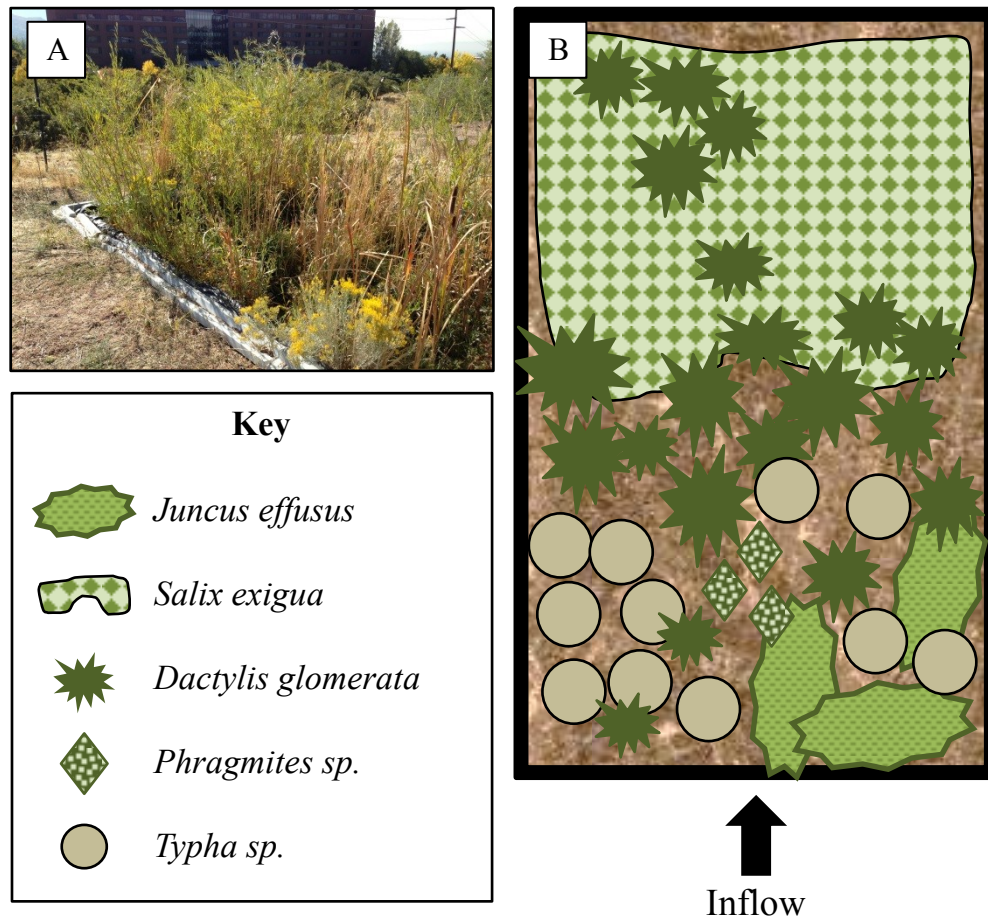 A
B
Key
Juncus effusus
Salix exigua
Dactylis glomerata
Phragmites sp.
Typha sp.
Inflow